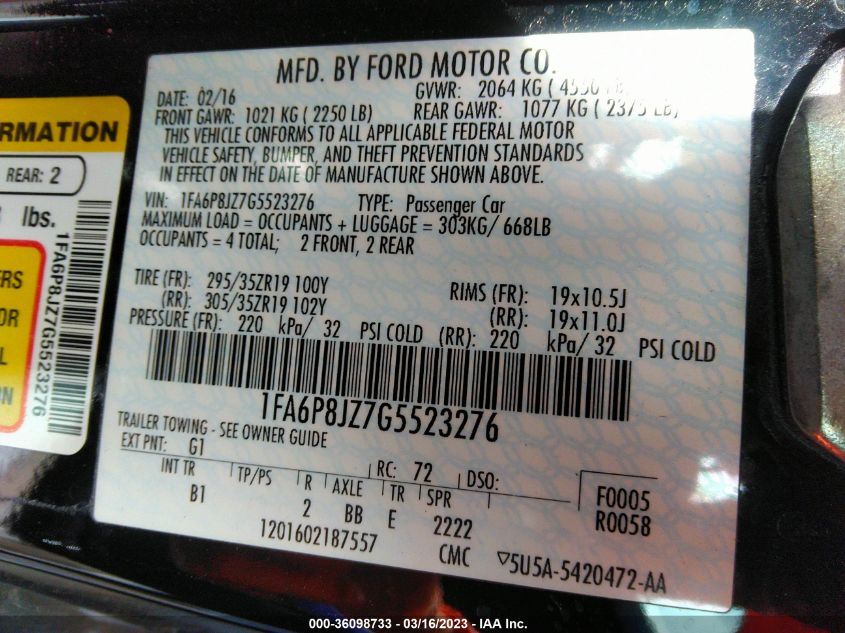 MFD. BY FORD MOTOR CO.
DATE: 02/16 GVWR: 2064 KG (4550 LB)
FRONT GAWR: 1021 KG ( 2250 LB) REAR GAWR: 1077 KG ( 2375 LB)
THIS VEHICLE CONFORMS TO ALL APPLICABLE FEDERAL MOTOR
VEHICLE SAFETY, BUMPER, AND THEFT PREVENTION STANDARDS
IN EFFECT ON THE DATE OF MANUFACTURE SHOWN ABOVE.
VIN: 1FA6P8JZ7G5523276 TYPE: Passenger Car
MAXIMUM LOAD = OCCUPANTS + LUGGAGE = 303KG/ 668LB
OCCUPANTS = 4 TOTAL; 2 FRONT, 2 REAR
TIRE (FR): 295/35ZR19 100Y RIMS (FR): 19x10.5J
(RR): 305/35ZR19 102Y (RR): 19x11.0J
PRESSURE (FR): 220 kPa/ 32 PSI COLD (RR): 220 kPa/ 32 PSI COLD
1FA6P8JZ7G5523276
TRAILER TOWING - SEE OWNER GUIDE
EXT PNT: G1 RC: 72 DSO:
INT TR TP/PS R AXLE TR SPR F0005
B1 2 BB E 2222 R0058
1201602187557 CMC ▽5U5A-5420472-AA
RMATION
REAR: 2
lbs.
1FA6P8JZ7G5523276
ERS
OR
L
N
000-36098733 - 03/16/2023 - IAA Inc.